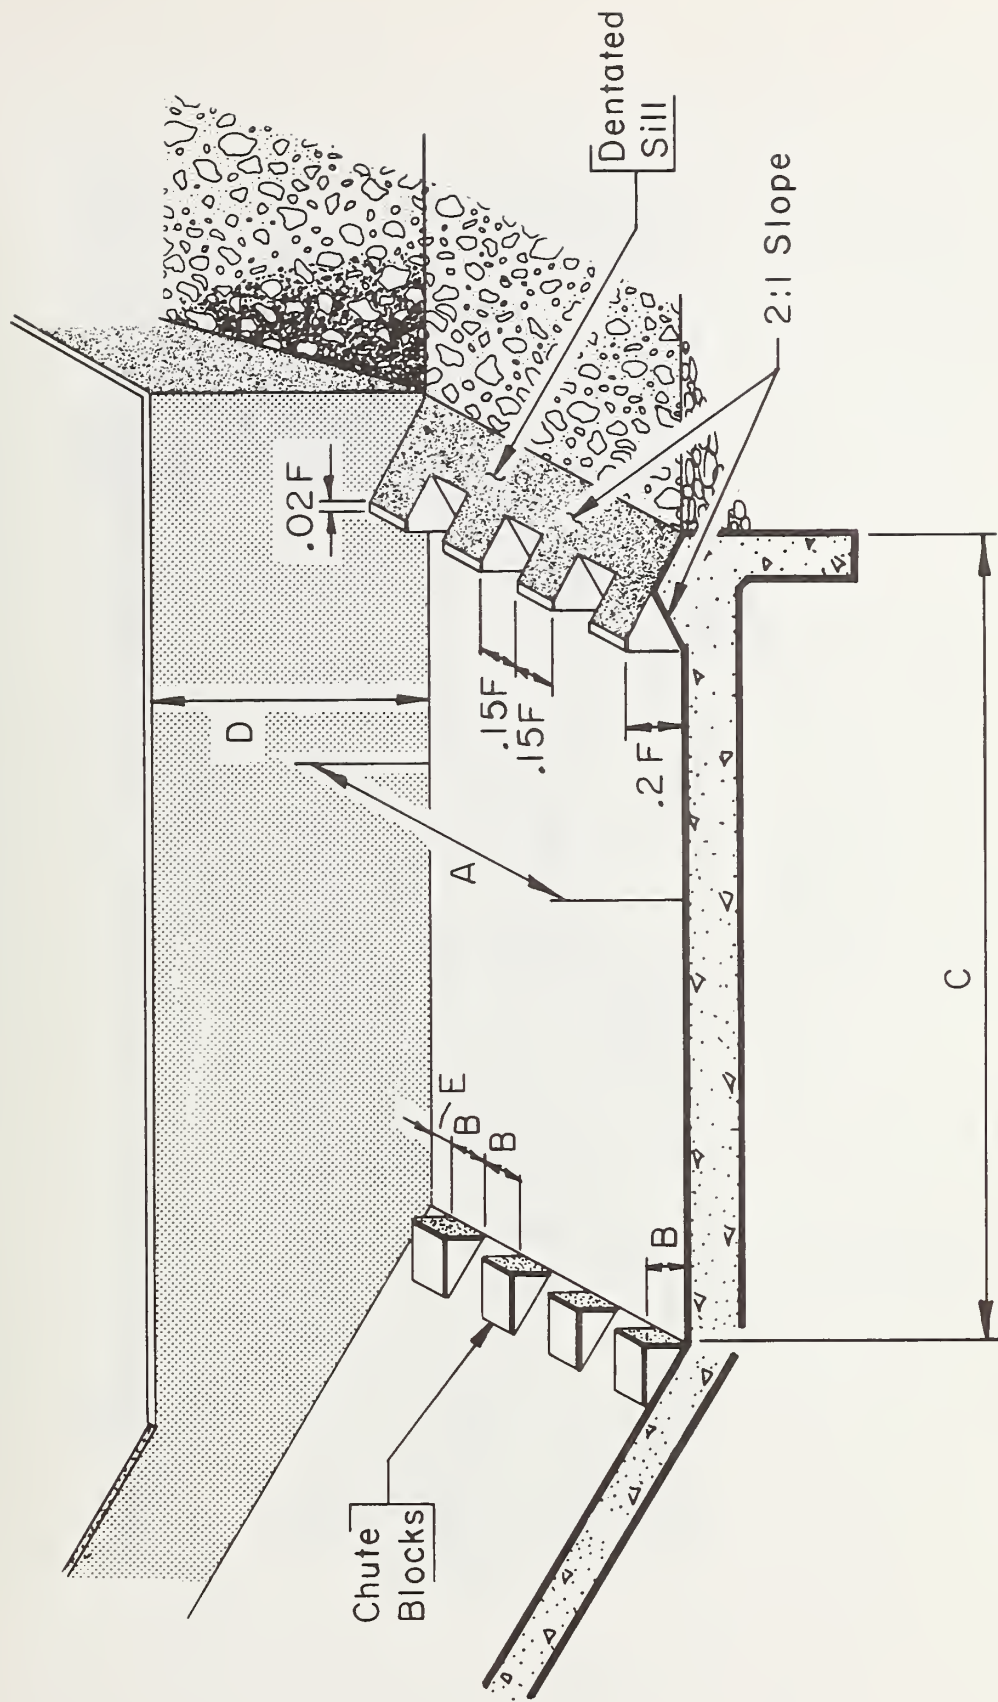 .02F
Dentated
Sill
2:1 Slope
D
.15F
.15F
.2F
A
E
B
B
B
C
Chute
Blocks